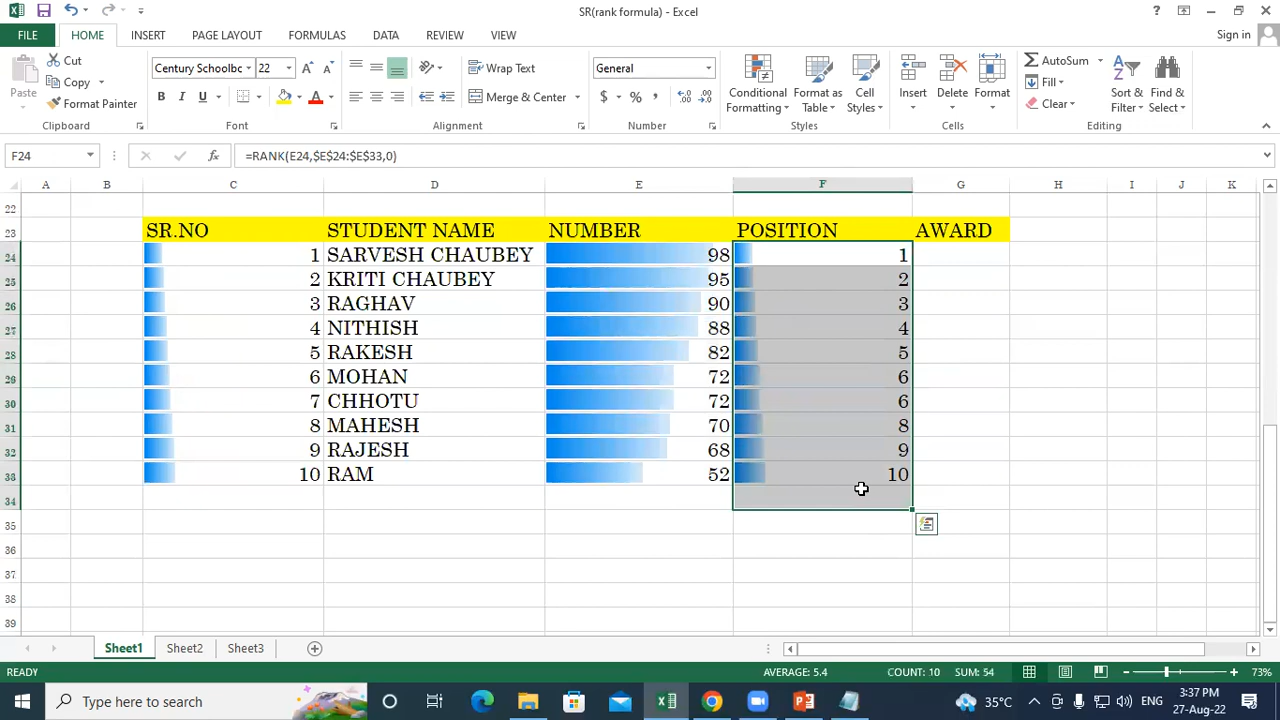 SR(rank formula) - Excel
FILE HOME INSERT PAGE LAYOUT FORMULAS DATA REVIEW VIEW Sign in
Paste Cut Copy Format Painter Clipboard
Century Schoolbc 22 B I U A Font
Wrap Text Merge & Center Alignment
General $ % , Number
Conditional Formatting Format as Table Cell Styles Styles
Insert Delete Format Cells
AutoSum Fill Clear Sort & Filter Find & Select Editing
F24 fx =RANK(E24,$E$24:$E$33,0)
A B C D E F G H I J K
22
23 SR.NO STUDENT NAME NUMBER POSITION AWARD
24 1 SARVESH CHAUBEY 98 1
25 2 KRITI CHAUBEY 95 2
26 3 RAGHAV 90 3
27 4 NITHISH 88 4
28 5 RAKESH 82 5
29 6 MOHAN 72 6
30 7 CHHOTU 72 6
31 8 MAHESH 70 8
32 9 RAJESH 68 9
33 10 RAM 52 10
34
35
36
37
38
39
Sheet1 Sheet2 Sheet3
READY AVERAGE: 5.4 COUNT: 10 SUM: 54 73%
Type here to search 35°C ENG 3:37 PM
27-Aug-22